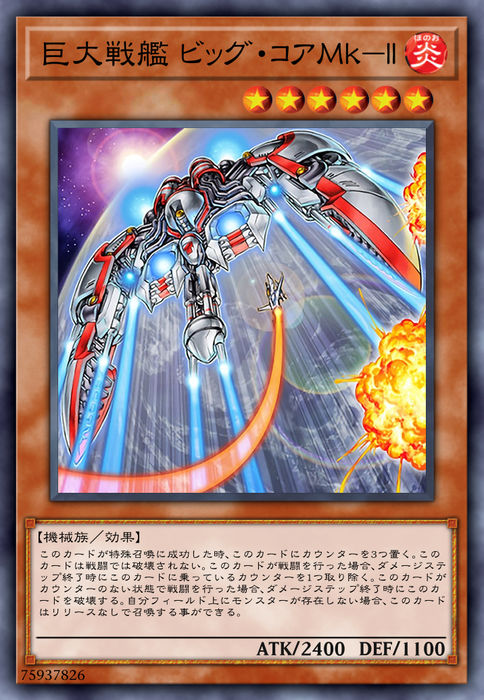 巨大戦艦 ビッグ・コアMk-II
ほのお
炎
【機械族／効果】
このカードが特殊召喚に成功した時、このカードにカウンターを3つ置く。この
カードは戦闘では破壊されない。このカードが戦闘を行った場合、ダメージステ
ップ終了時にこのカードに乗っているカウンターを1つ取り除く。このカードがカ
ウンターのない状態で戦闘を行った場合、ダメージステップ終了時にこのカー
ドを破壊する。自分フィールド上にモンスターが存在しない場合、このカード
はリリースなしで召喚する事ができる。
ATK/2400 DEF/1100
75937826